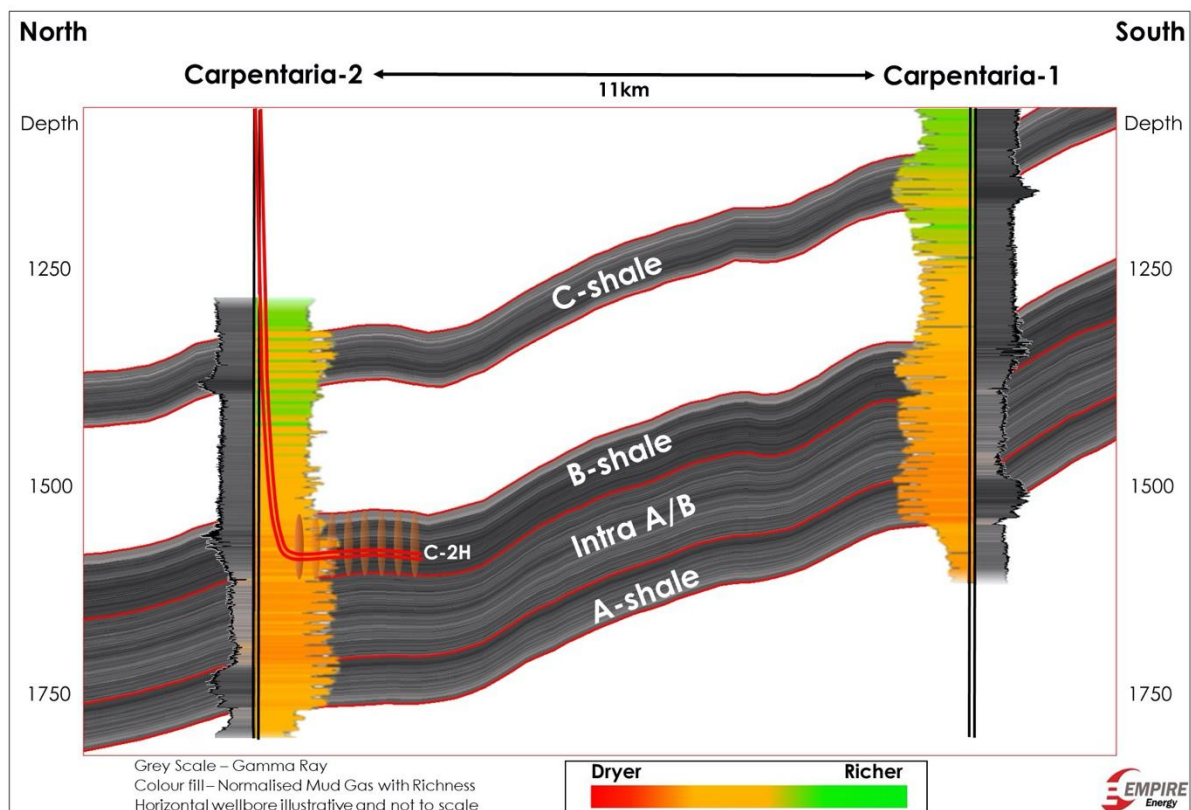 North
South
Carpentaria-2
Carpentaria-1
11km
Depth
Depth
C-shale
1250
1250
B-shale
1500
1500
Intra A/B
C-2H
A-shale
1750
1750
Grey Scale – Gamma Ray
Colour fill – Normalised Mud Gas with Richness
Horizontal wellbore illustrative and not to scale
Dryer
Richer
EMPIRE
Energy